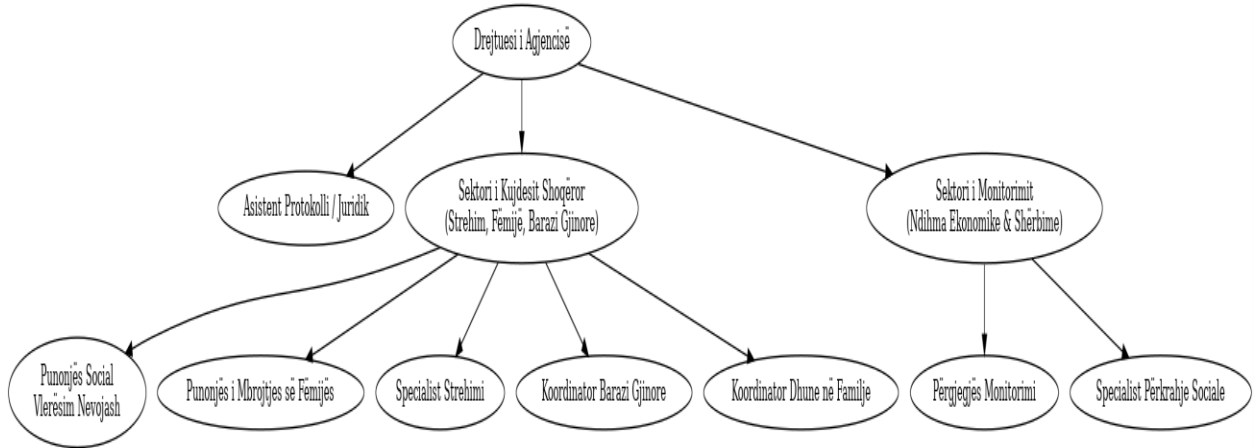 Drejtuesi i Agjencisë
Asistent Protokolli / Juridik
Sektori i Kujdesit Shoqëror
(Strehim, Fëmijë, Barazi Gjinore)
Sektori i Monitorimit
(Ndihma Ekonomike & Shërbime)
Punonjës Social
Vlerësim Nevojash
Punonjës i Mbrojtjes së Fëmijës
Specialist Strehimi
Koordinator Barazi Gjinore
Koordinator Dhune në Familje
Përgjegjës Monitorimi
Specialist Përkrahje Sociale